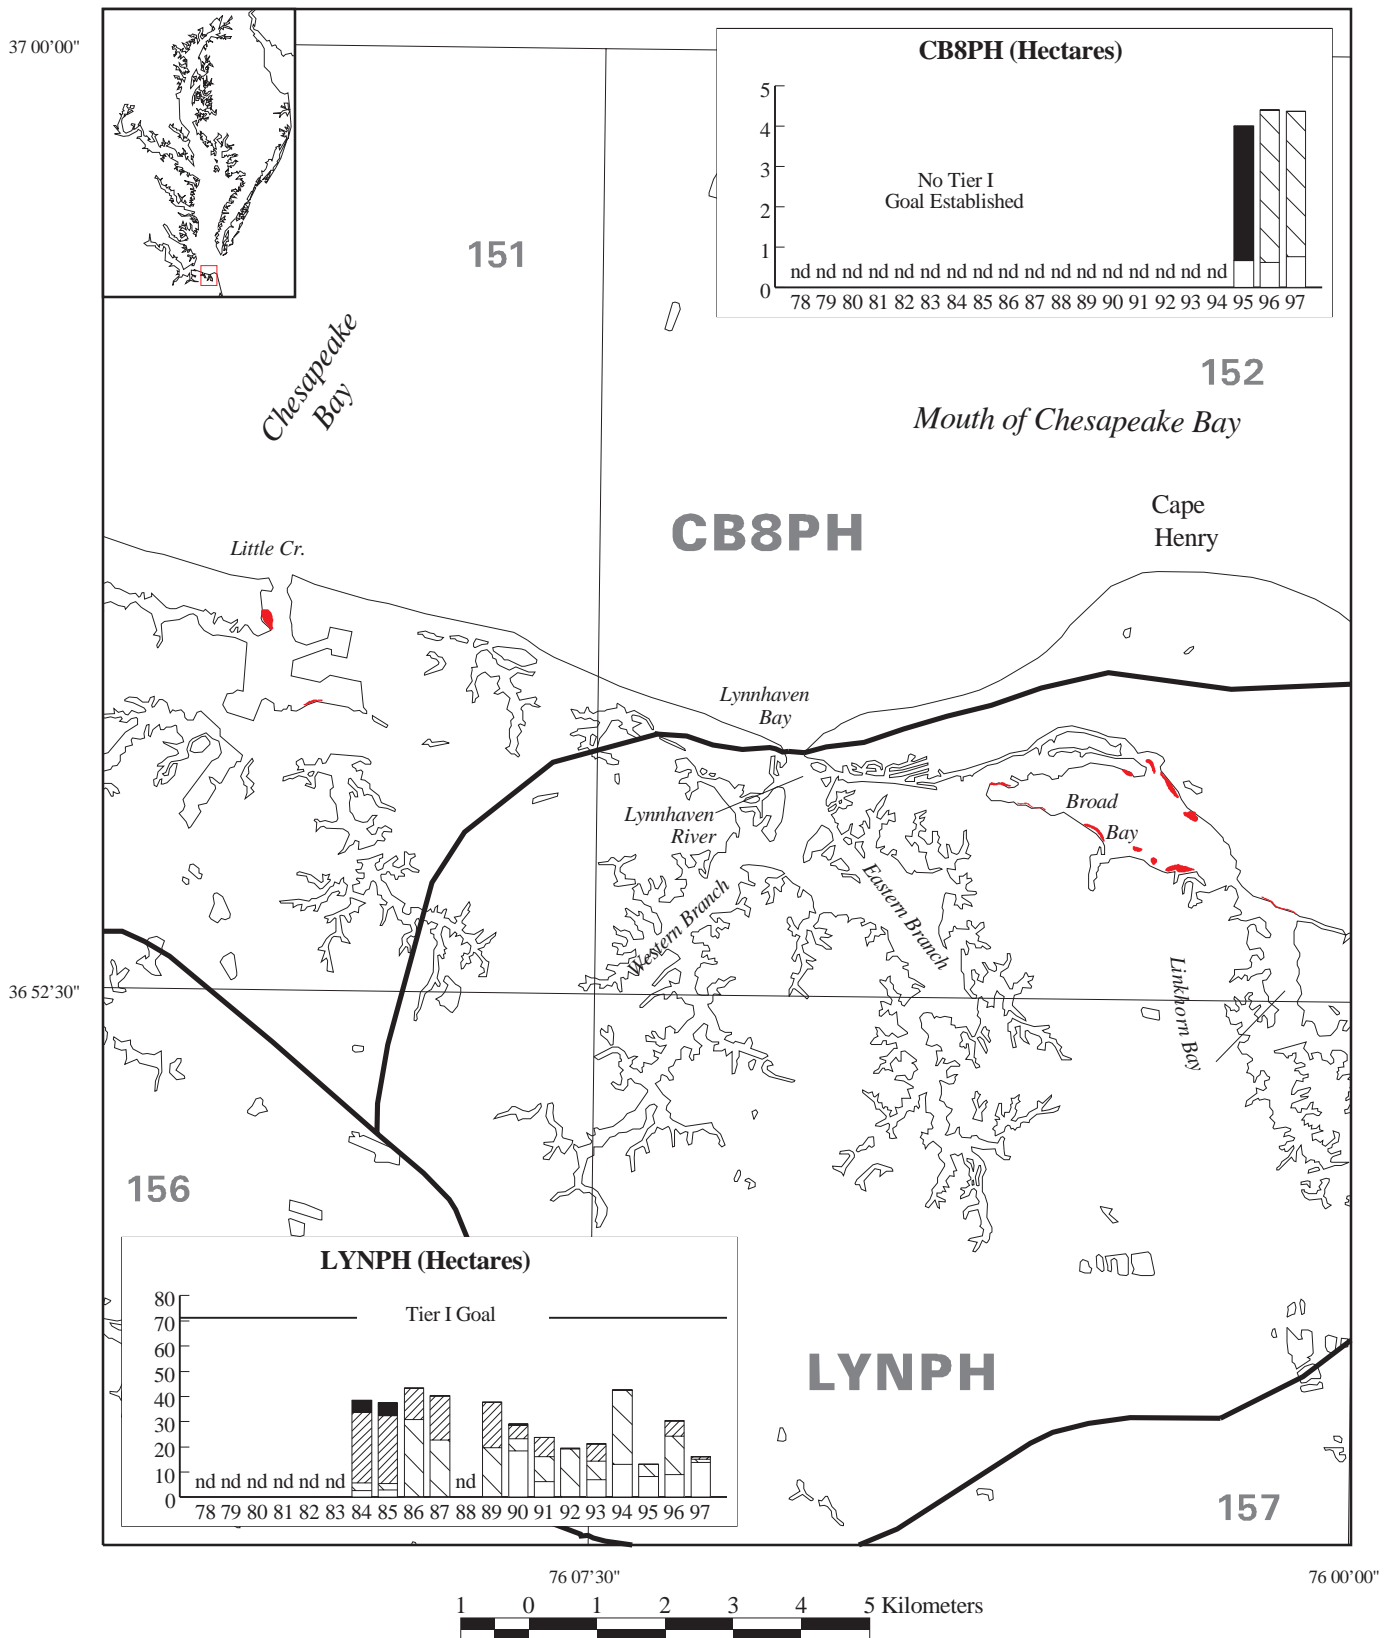 37 00'00"
CB8PH (Hectares)
5
4
3
2
1
0
No Tier I
Goal Established
nd nd nd nd nd nd nd nd nd nd nd nd nd nd nd nd nd
78 79 80 81 82 83 84 85 86 87 88 89 90 91 92 93 94 95 96 97
151
Chesapeake
Bay
152
Mouth of Chesapeake Bay
Cape
Henry
CB8PH
Little Cr.
Lynnhaven
Bay
Lynnhaven
River
Broad
Bay
Western Branch
Eastern Branch
Linkhorn Bay
36 52'30"
156
LYNPH (Hectares)
80
70
60
50
40
30
20
10
0
Tier I Goal
nd nd nd nd nd nd nd
78 79 80 81 82 83 84 85 86 87 88 89 90 91 92 93 94 95 96 97
LYNPH
157
76 07'30"
76 00'00"
1 0 1 2 3 4 5 Kilometers